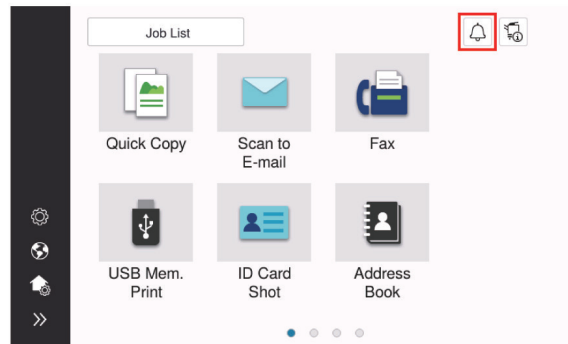 Job List
Quick Copy
Scan to
E-mail
Fax
USB Mem.
Print
ID Card
Shot
Address
Book